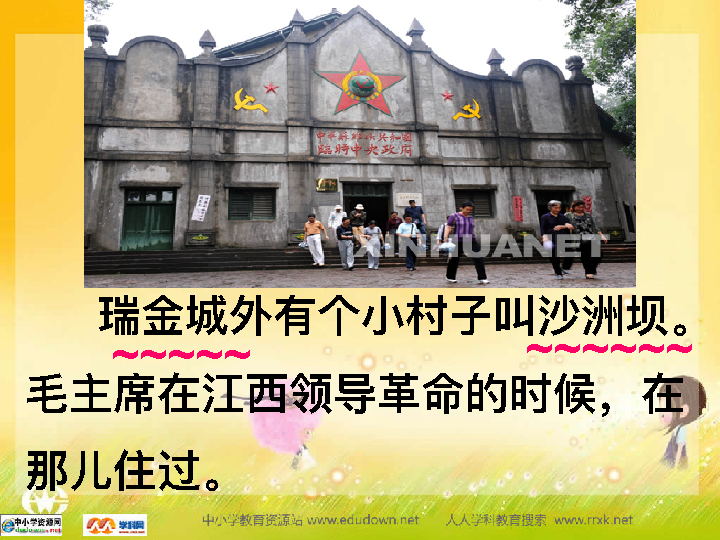 中华苏维埃共和国
临时中央政府
XINHUANET
瑞金城外有个小村子叫沙洲坝。
毛主席在江西领导革命的时候，在
那儿住过。
中小学资源网
学科网
中小学教育资源站 www.edudown.net 人人学科教育搜索 www.rrxk.net